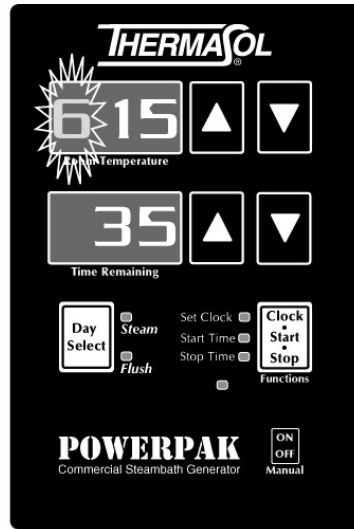 THERMASOL®
615
Room Temperature
35
Time Remaining
Day
Select
Steam
Flush
Set Clock
Start Time
Stop Time
Clock
•
Start
•
Stop
Functions
POWERPAK
Commercial Steambath Generator
ON
OFF
Manual